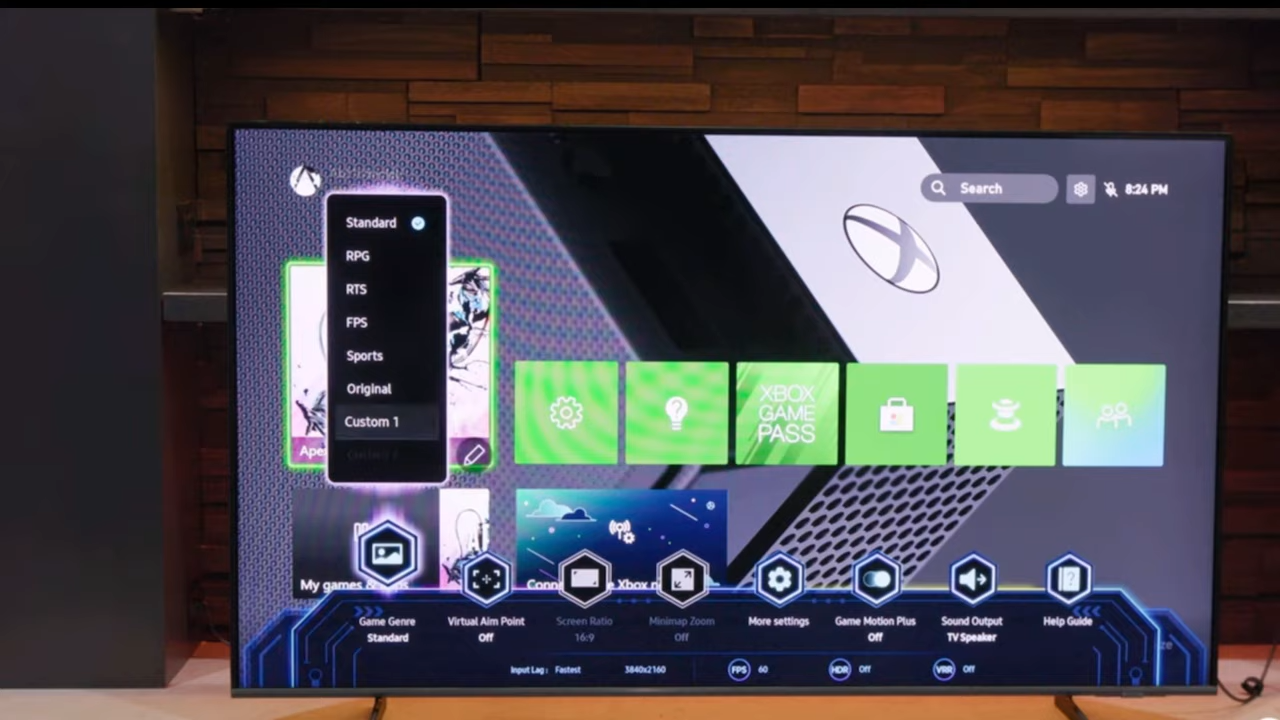 Search
8:24 PM
Standard
RPG
RTS
FPS
Sports
Original
Custom 1
XBOX
GAME
PASS
My games &
Game Genre
Standard
Virtual Aim Point
Off
Screen Ratio
16:9
Minimap Zoom
Off
More settings
Game Motion Plus
Off
Sound Output
TV Speaker
Help Guide
Input Lag : Fastest
3840x2160
FPS 60
HDR Off
VRR Off